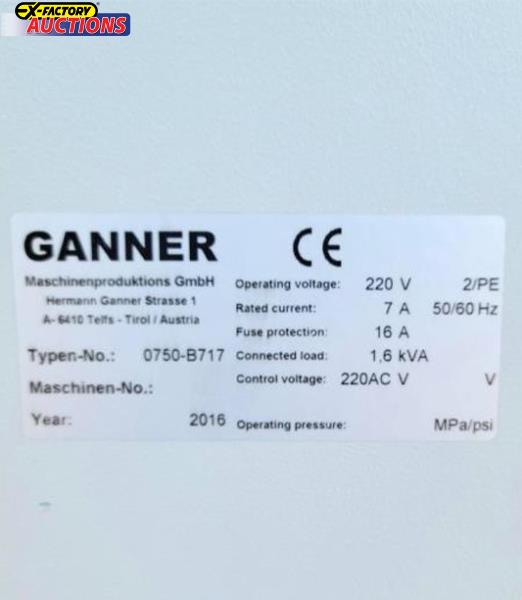 EX-FACTORY
AUCTIONS
GANNER CE
Maschinenproduktions GmbH
Hermann Ganner Strasse 1
A- 6410 Telfs - Tirol / Austria
Typen-No.: 0750-B717
Maschinen-No.:
Year: 2016
Operating voltage: 220 V 2/PE
Rated current: 7 A 50/60 Hz
Fuse protection: 16 A
Connected load: 1,6 kVA
Control voltage: 220AC V V
Operating pressure: MPa/psi